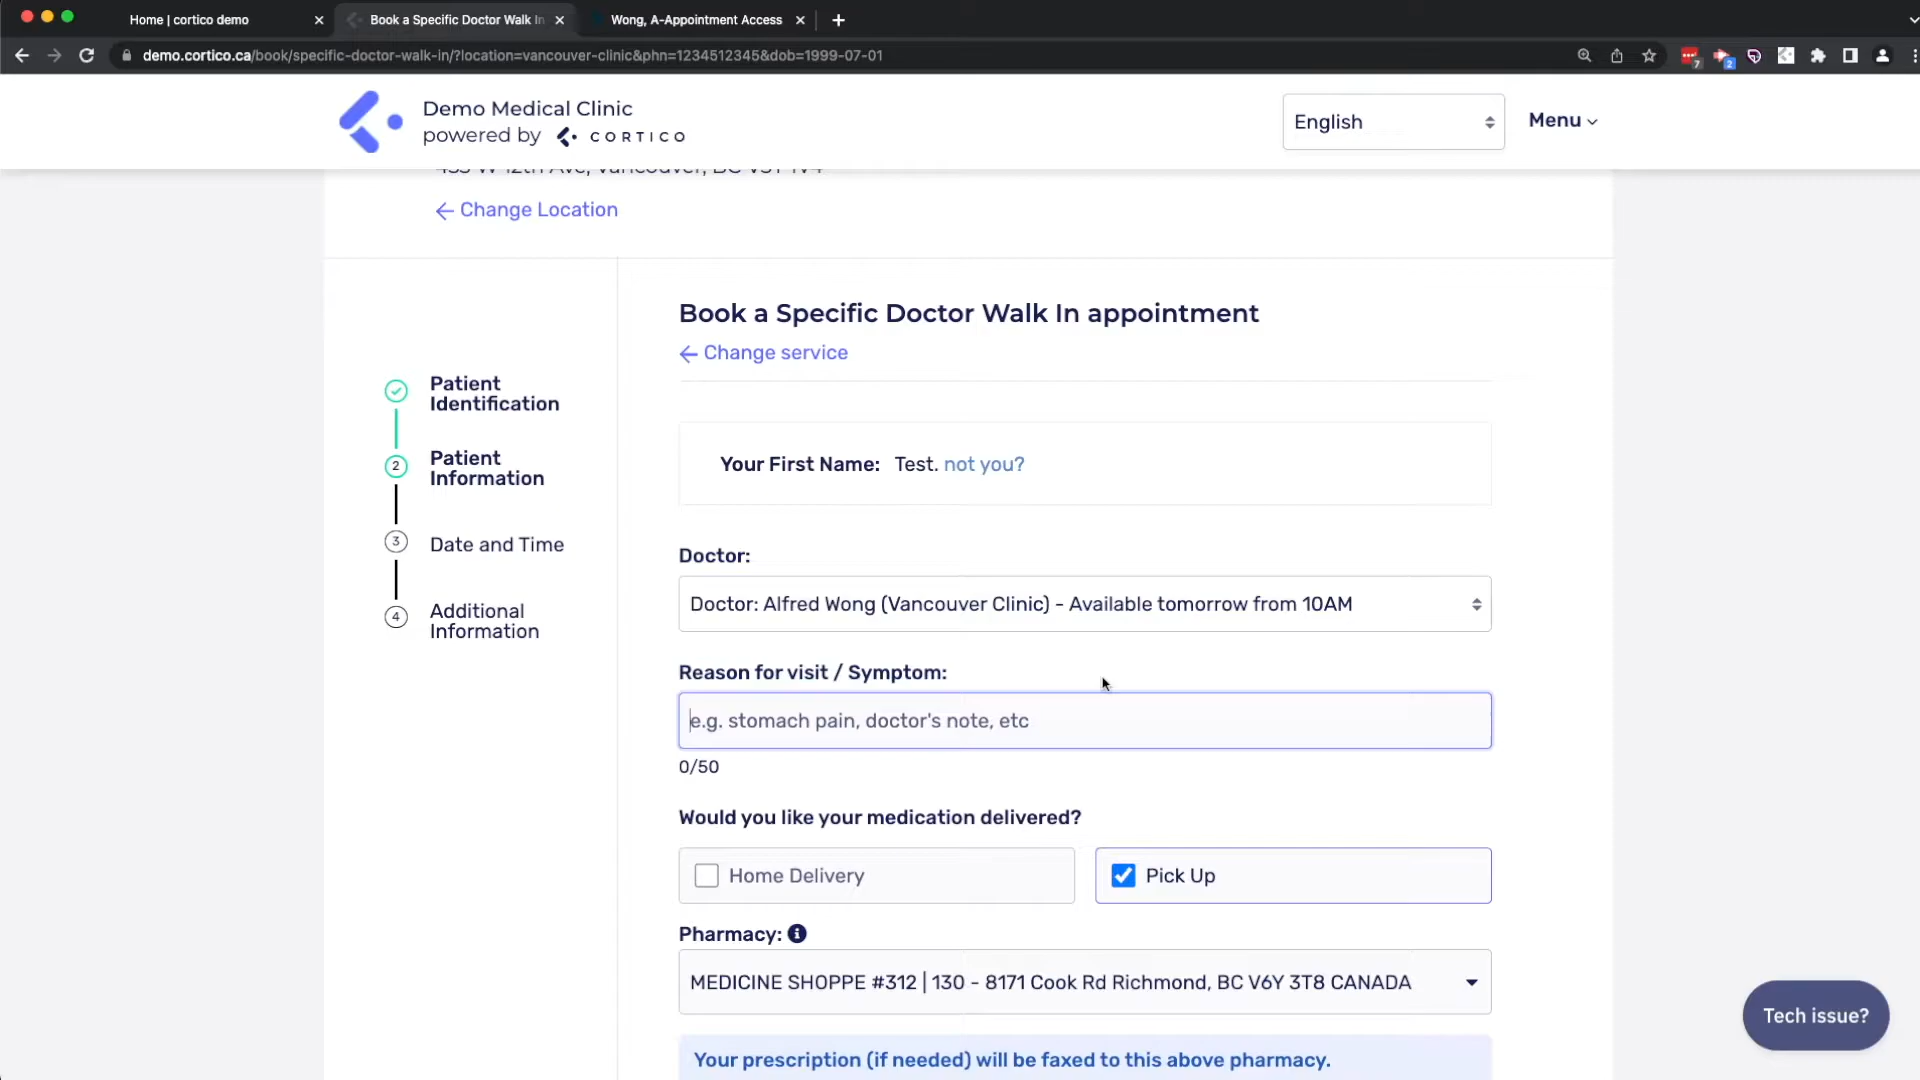 Home | cortico demo
Book a Specific Doctor Walk In
Wong, A-Appointment Access
demo.cortico.ca/book/specific-doctor-walk-in/?location=vancouver-clinic&phn=1234512345&dob=1999-07-01
7
2
Demo Medical Clinic
powered by CORTICO
English
Menu
← Change Location
Book a Specific Doctor Walk In appointment
← Change service
Patient
Identification
2
Patient
Information
3
Date and Time
4
Additional
Information
Your First Name: Test. not you?
Doctor:
Doctor: Alfred Wong (Vancouver Clinic) - Available tomorrow from 10AM
Reason for visit / Symptom:
e.g. stomach pain, doctor's note, etc
0/50
Would you like your medication delivered?
Home Delivery
Pick Up
Pharmacy:
MEDICINE SHOPPE #312 | 130 - 8171 Cook Rd Richmond, BC V6Y 3T8 CANADA
Your prescription (if needed) will be faxed to this above pharmacy.
Tech issue?